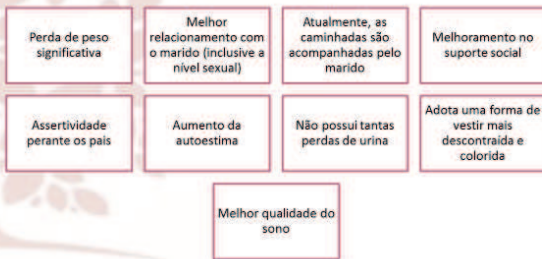 Perda de peso
significativa
Melhor
relacionamento com
o marido (inclusive a
nível sexual)
Atualmente, as
caminhadas são
acompanhadas pelo
marido
Melhoramento no
suporte social
Assertividade
perante os pais
Aumento da
autoestima
Não possui tantas
perdas de urina
Adota uma forma de
vestir mais
descontraída e
colorida
Melhor qualidade do
sono